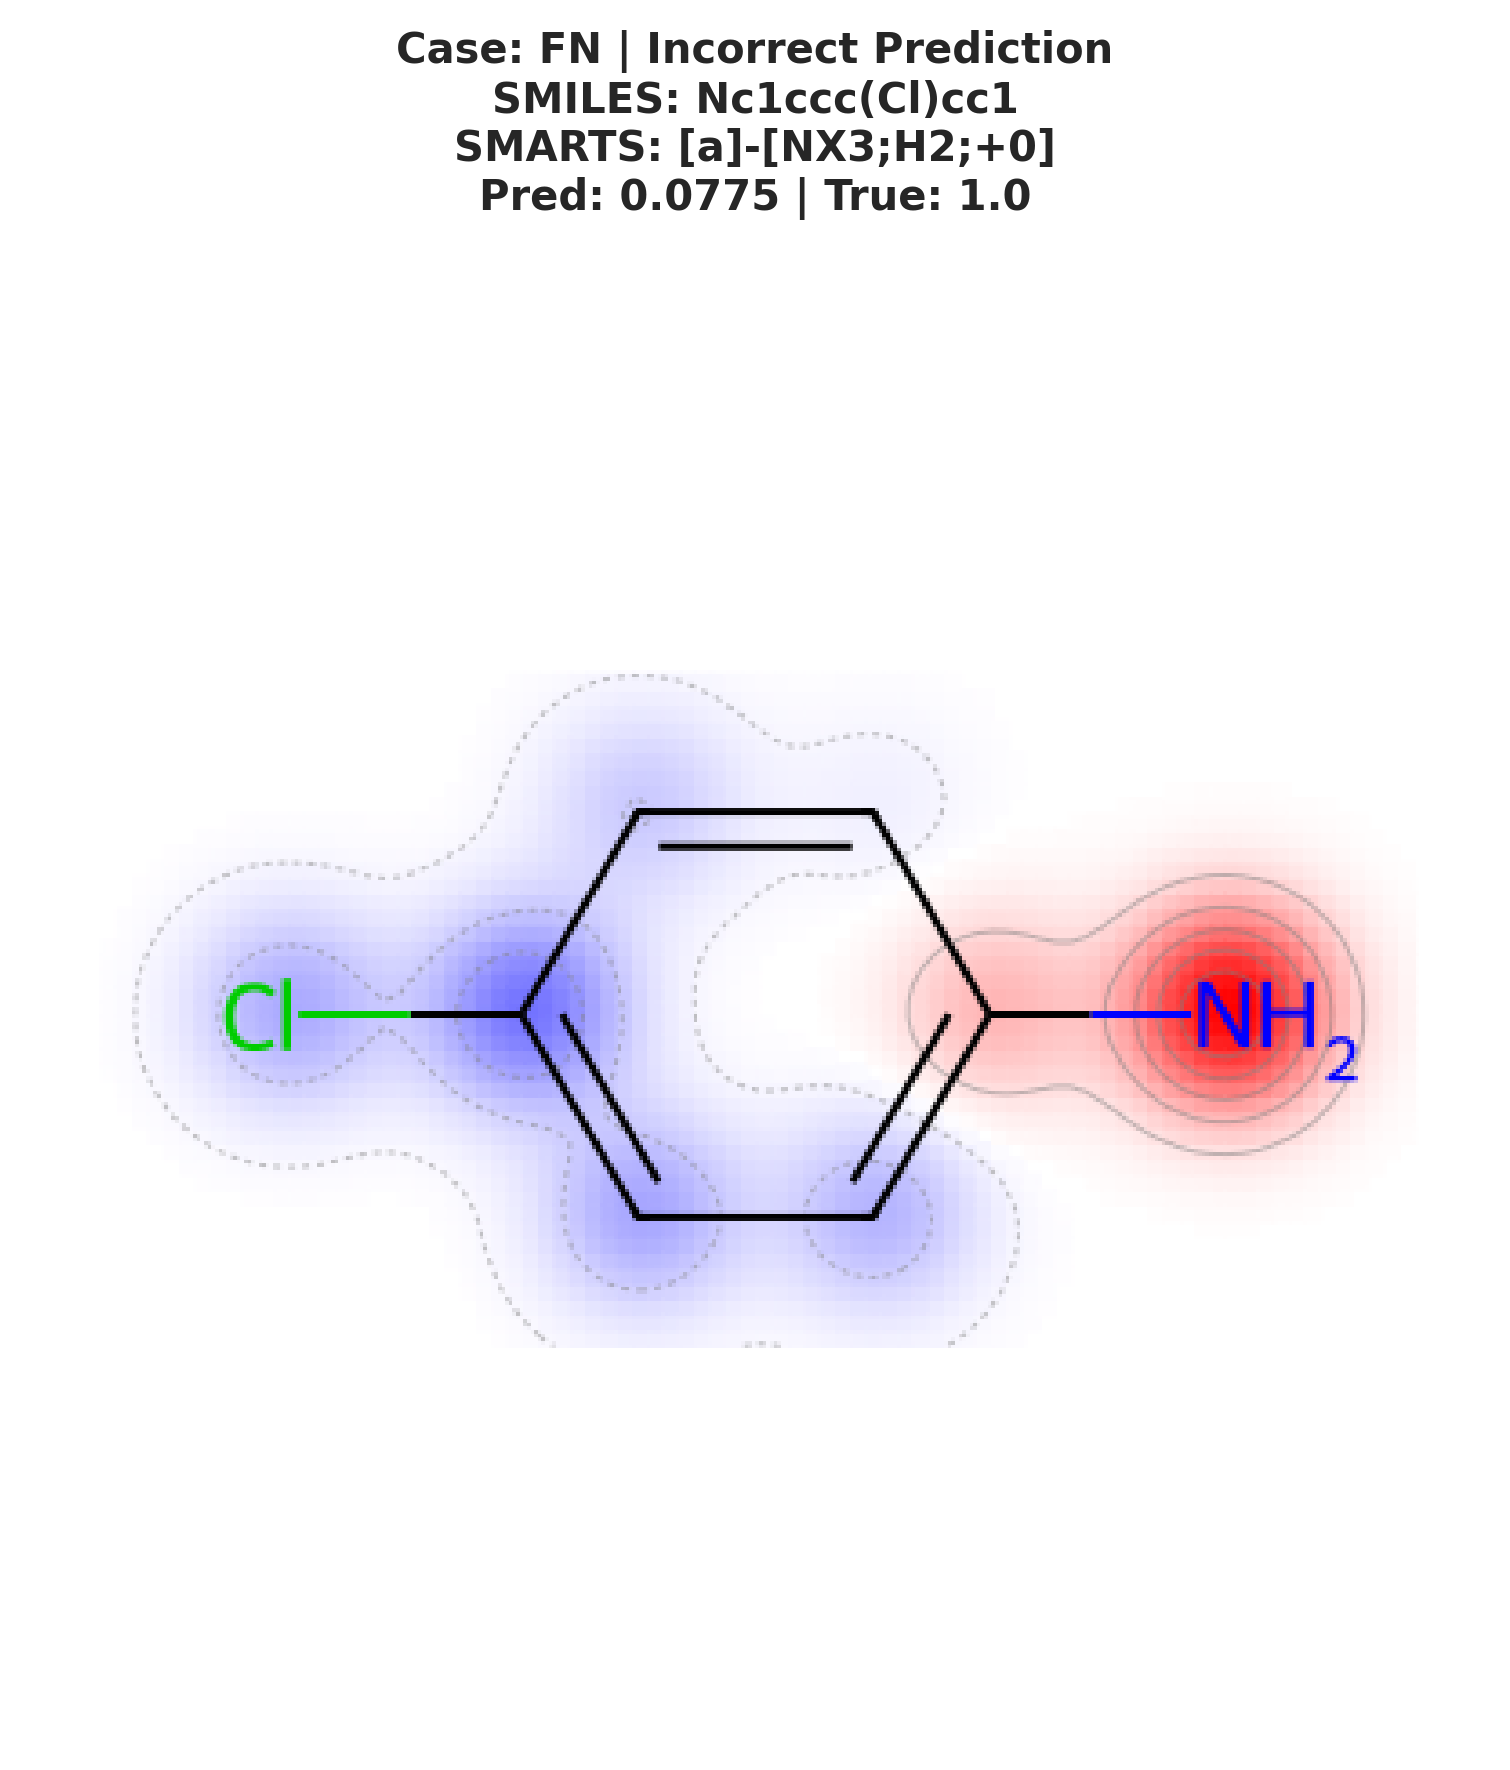 Case: FN | Incorrect Prediction
SMILES: Nc1ccc(Cl)cc1
SMARTS: [a]-[NX3;H2;+0]
Pred: 0.0775 | True: 1.0
Cl NH2